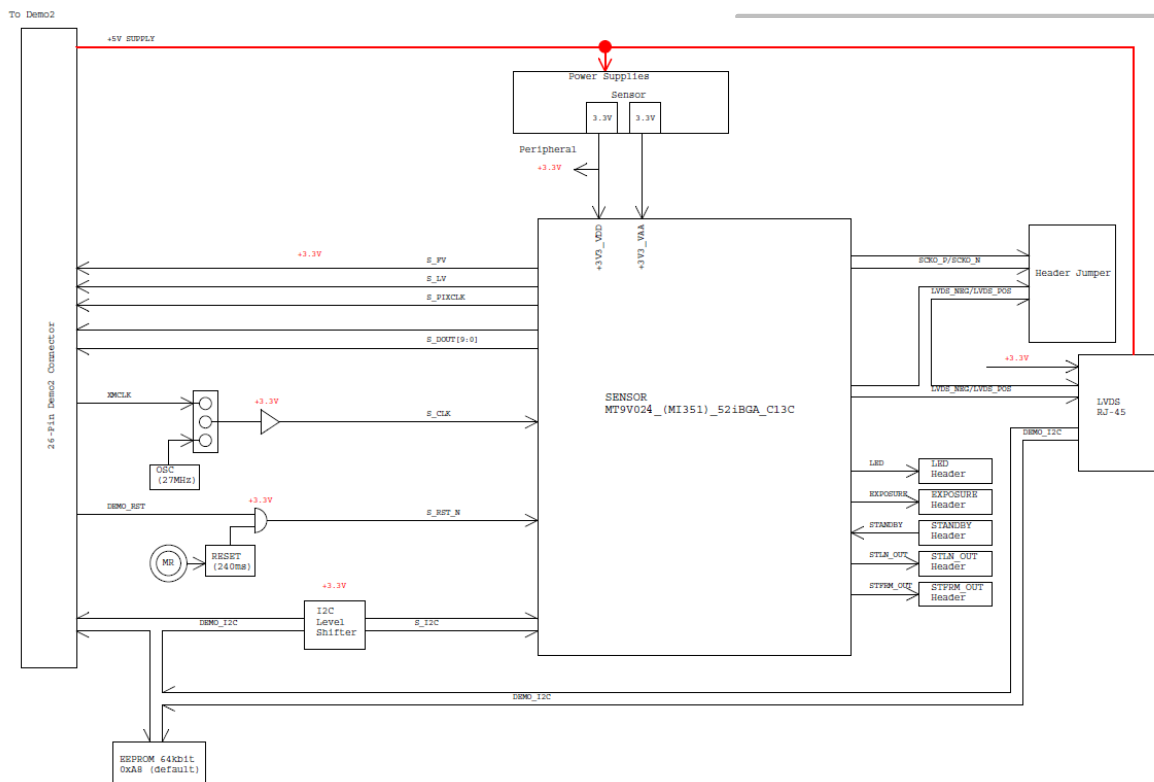 To Demo2
+5V SUPPLY
Power Supplies
Sensor
3.3V
3.3V
Peripheral
+3.3V
+3V3_VDD
+3V3_VAA
26-Pin Demo2 Connector
+3.3V
S_FV
S_LV
S_PIXCLK
S_DOUT[9:0]
SCKO_P/SCKO_N
LVDS_NEG/LVDS_POS
Header Jumper
+3.3V
LVDS_NEG/LVDS_POS
LVDS
RJ-45
DEMO_I2C
SENSOR
MT9V024_(MI351)_52iBGA_C13C
XMCLK
+3.3V
S_CLK
OSC
(27MHz)
DEMO_RST
+3.3V
S_RST_N
MR
RESET
(240ms)
LED
LED
Header
EXPOSURE
EXPOSURE
Header
STANDBY
STANDBY
Header
STLN_OUT
STLN_OUT
Header
STFRM_OUT
STFRM_OUT
Header
+3.3V
I2C
Level
Shifter
DEMO_I2C
S_I2C
DEMO_I2C
EEPROM 64kbit
0xA8 (default)